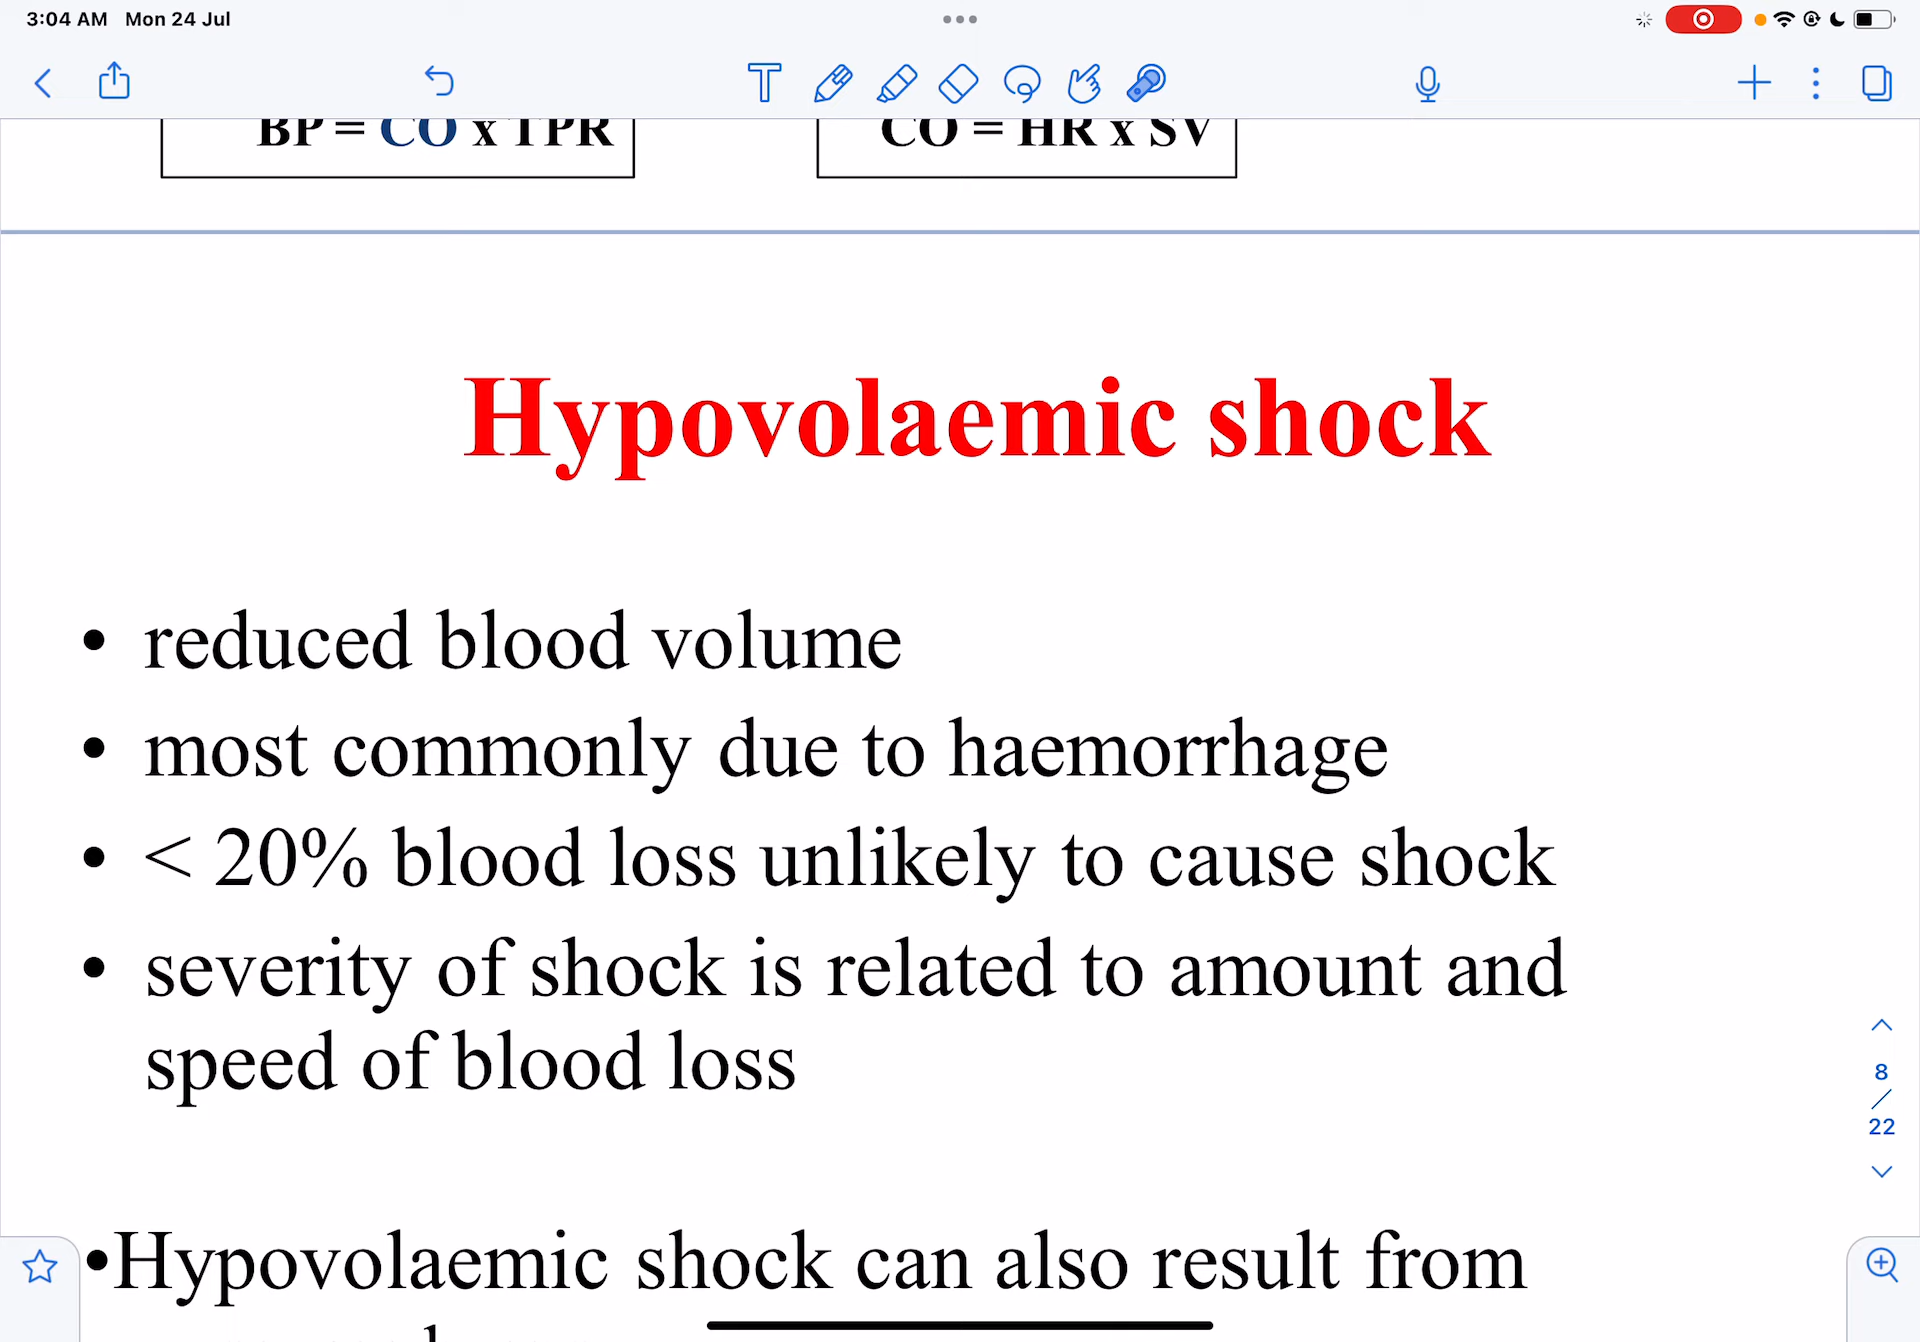 3:04 AM Mon 24 Jul
BP = CO x TPR
CO = HR x SV
Hypovolaemic shock
• reduced blood volume
• most commonly due to haemorrhage
• < 20% blood loss unlikely to cause shock
• severity of shock is related to amount and
speed of blood loss
8
/
22
•Hypovolaemic shock can also result from